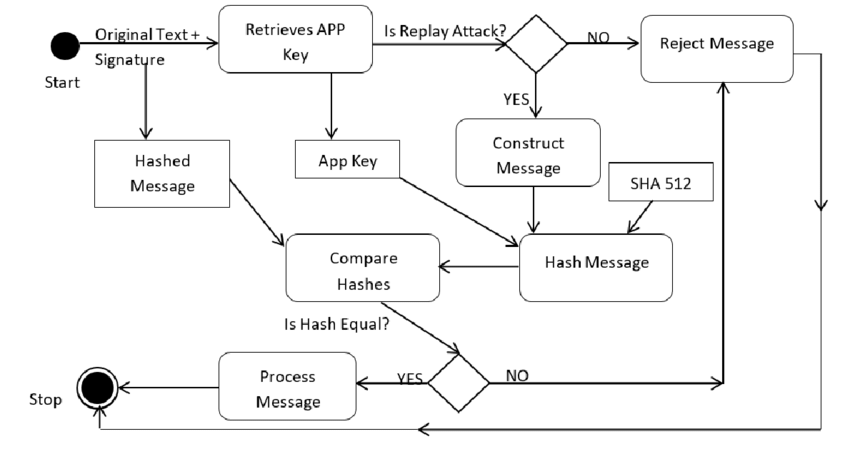 Original Text +
Signature
Start
Retrieves APP
Key
Is Replay Attack?
NO
Reject Message
YES
Construct
Message
Hashed
Message
App Key
SHA 512
Compare
Hashes
Hash Message
Is Hash Equal?
YES
NO
Process
Message
Stop